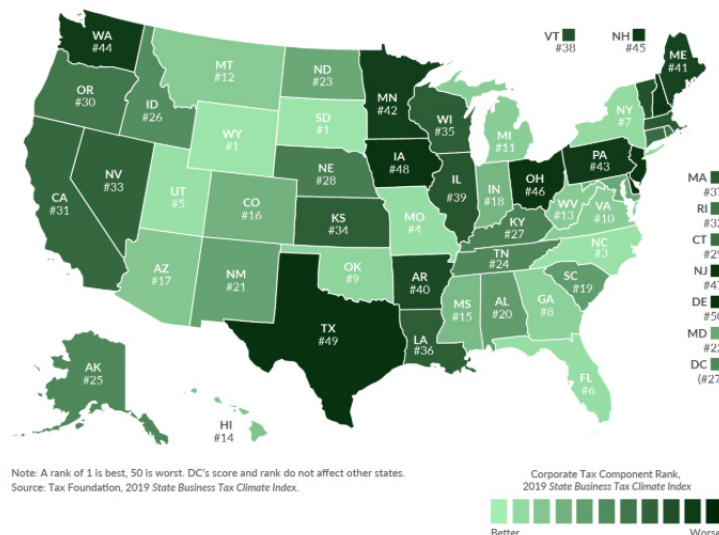 VT
#38
NH
#45
WA
#44
MT
#12
ND
#23
MN
#42
ME
#41
OR
#30
ID
#26
WY
#1
SD
#1
WI
#35
MI
#11
NY
#7
NV
#33
UT
#5
CO
#16
NE
#28
IA
#48
IL
#39
IN
#18
OH
#46
PA
#43
CA
#31
AZ
#17
NM
#21
KS
#34
MO
#4
KY
#27
WV
#13
VA
#10
OK
#9
AR
#40
TN
#24
NC
#3
SC
#19
TX
#49
LA
#36
MS
#15
AL
#20
GA
#8
FL
#6
AK
#25
HI
#14
MA
#37
RI
#32
CT
#29
NJ
#47
DE
#50
MD
#22
DC
(#27
Note: A rank of 1 is best, 50 is worst. DC's score and rank do not affect other states.
Source: Tax Foundation, 2019 State Business Tax Climate Index.
Corporate Tax Component Rank,
2019 State Business Tax Climate Index
Better
Worse